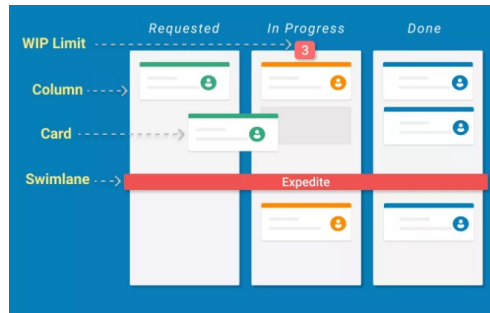 Requested
In Progress
Done
WIP Limit
3
Column
Card
Swimlane
Expedite